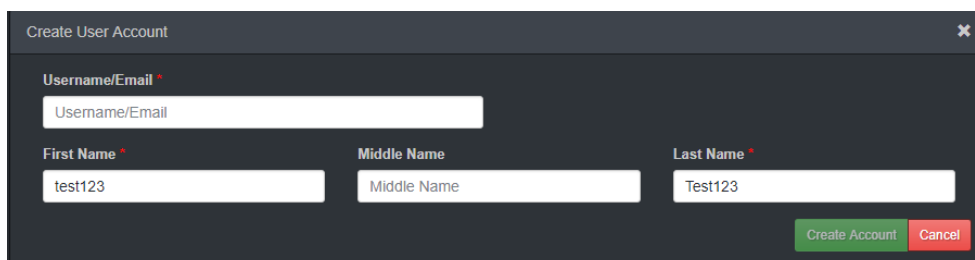 Create User Account ✖
Username/Email *
Username/Email
First Name * Middle Name Last Name *
test123 Middle Name Test123
Create Account Cancel